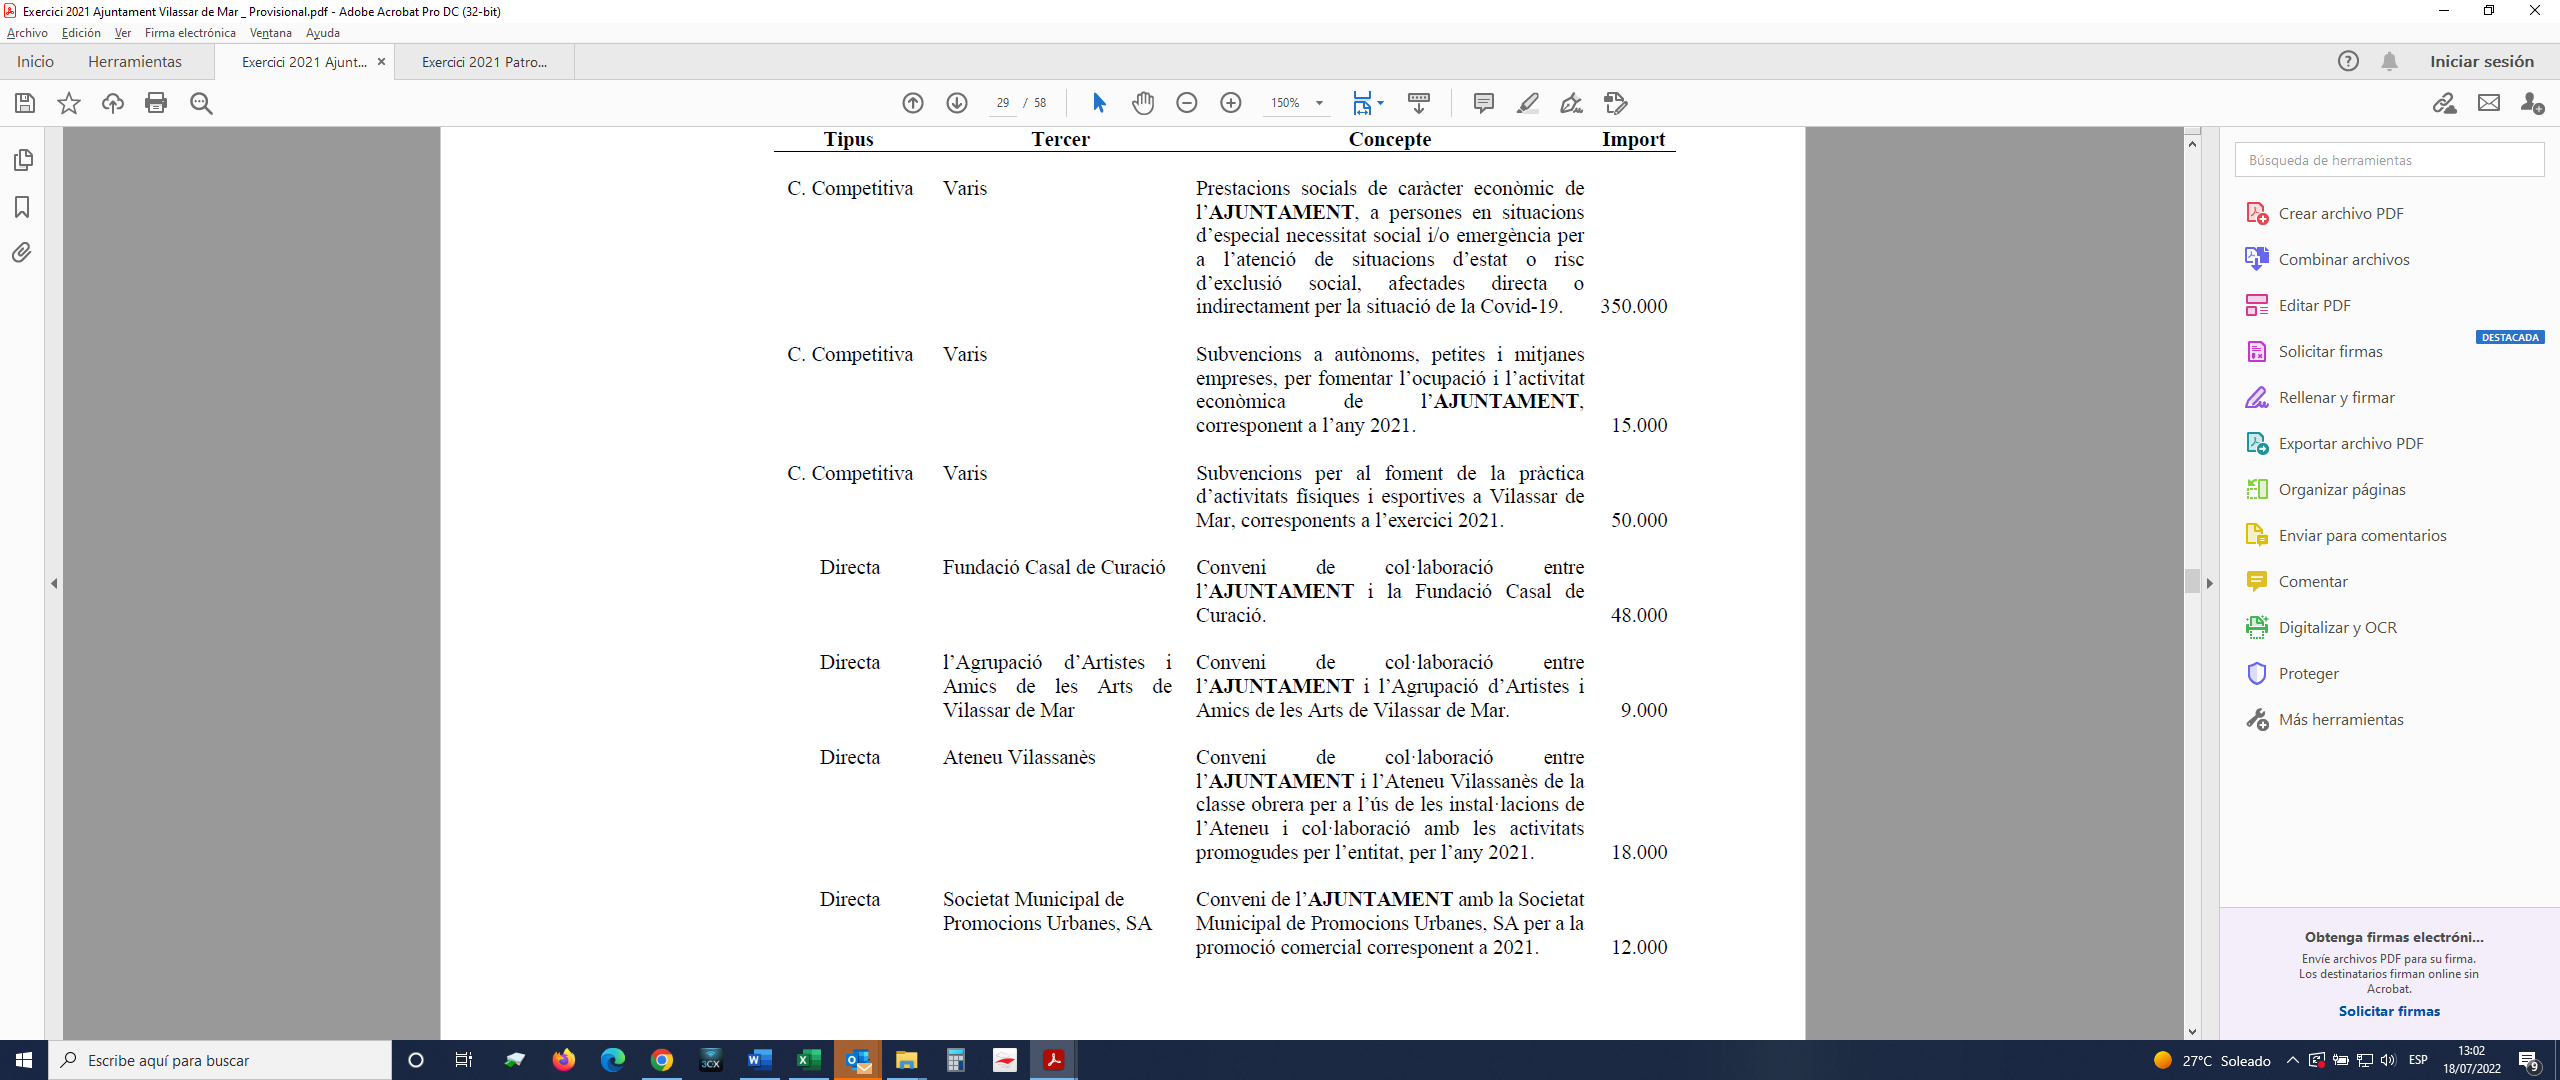 Exercici 2021 Ajuntament Vilassar de Mar _ Provisional.pdf - Adobe Acrobat Pro DC (32-bit)
Archivo Edición Ver Firma electrónica Ventana Ayuda
Inicio Herramientas Exercici 2021 Ajunt... Exercici 2021 Patro... Iniciar sesión
29 / 58 150%
Tipus Tercer Concepte Import
C. Competitiva Varis Prestacions socials de caràcter econòmic de
l’AJUNTAMENT, a persones en situacions
d’especial necessitat social i/o emergència per
a l’atenció de situacions d’estat o risc
d’exclusió social, afectades directa o
indirectament per la situació de la Covid-19. 350.000
C. Competitiva Varis Subvencions a autònoms, petites i mitjanes
empreses, per fomentar l’ocupació i l’activitat
econòmica de l’AJUNTAMENT,
corresponent a l’any 2021. 15.000
C. Competitiva Varis Subvencions per al foment de la pràctica
d’activitats físiques i esportives a Vilassar de
Mar, corresponents a l’exercici 2021. 50.000
Directa Fundació Casal de Curació Conveni de col·laboració entre
l’AJUNTAMENT i la Fundació Casal de
Curació. 48.000
Directa l’Agrupació d’Artistes i Conveni de col·laboració entre
Amics de les Arts de l’AJUNTAMENT i l’Agrupació d’Artistes i
Vilassar de Mar Amics de les Arts de Vilassar de Mar. 9.000
Directa Ateneu Vilassanès Conveni de col·laboració entre
l’AJUNTAMENT i l’Ateneu Vilassanès de la
classe obrera per a l’ús de les instal·lacions de
l’Ateneu i col·laboració amb les activitats
promogudes per l’entitat, per l’any 2021. 18.000
Directa Societat Municipal de Conveni de l’AJUNTAMENT amb la Societat
Promocions Urbanes, SA Municipal de Promocions Urbanes, SA per a la
promoció comercial corresponent a 2021. 12.000
Búsqueda de herramientas
Crear archivo PDF
Combinar archivos
Editar PDF
DESTACADA
Solicitar firmas
Rellenar y firmar
Exportar archivo PDF
Organizar páginas
Enviar para comentarios
Comentar
Digitalizar y OCR
Proteger
Más herramientas
Obtenga firmas electróni...
Envíe archivos PDF para su firma.
Los destinatarios firman online sin
Acrobat.
Solicitar firmas
Escribe aquí para buscar 3CX 27°C Soleado ESP 13:02
18/07/2022 9